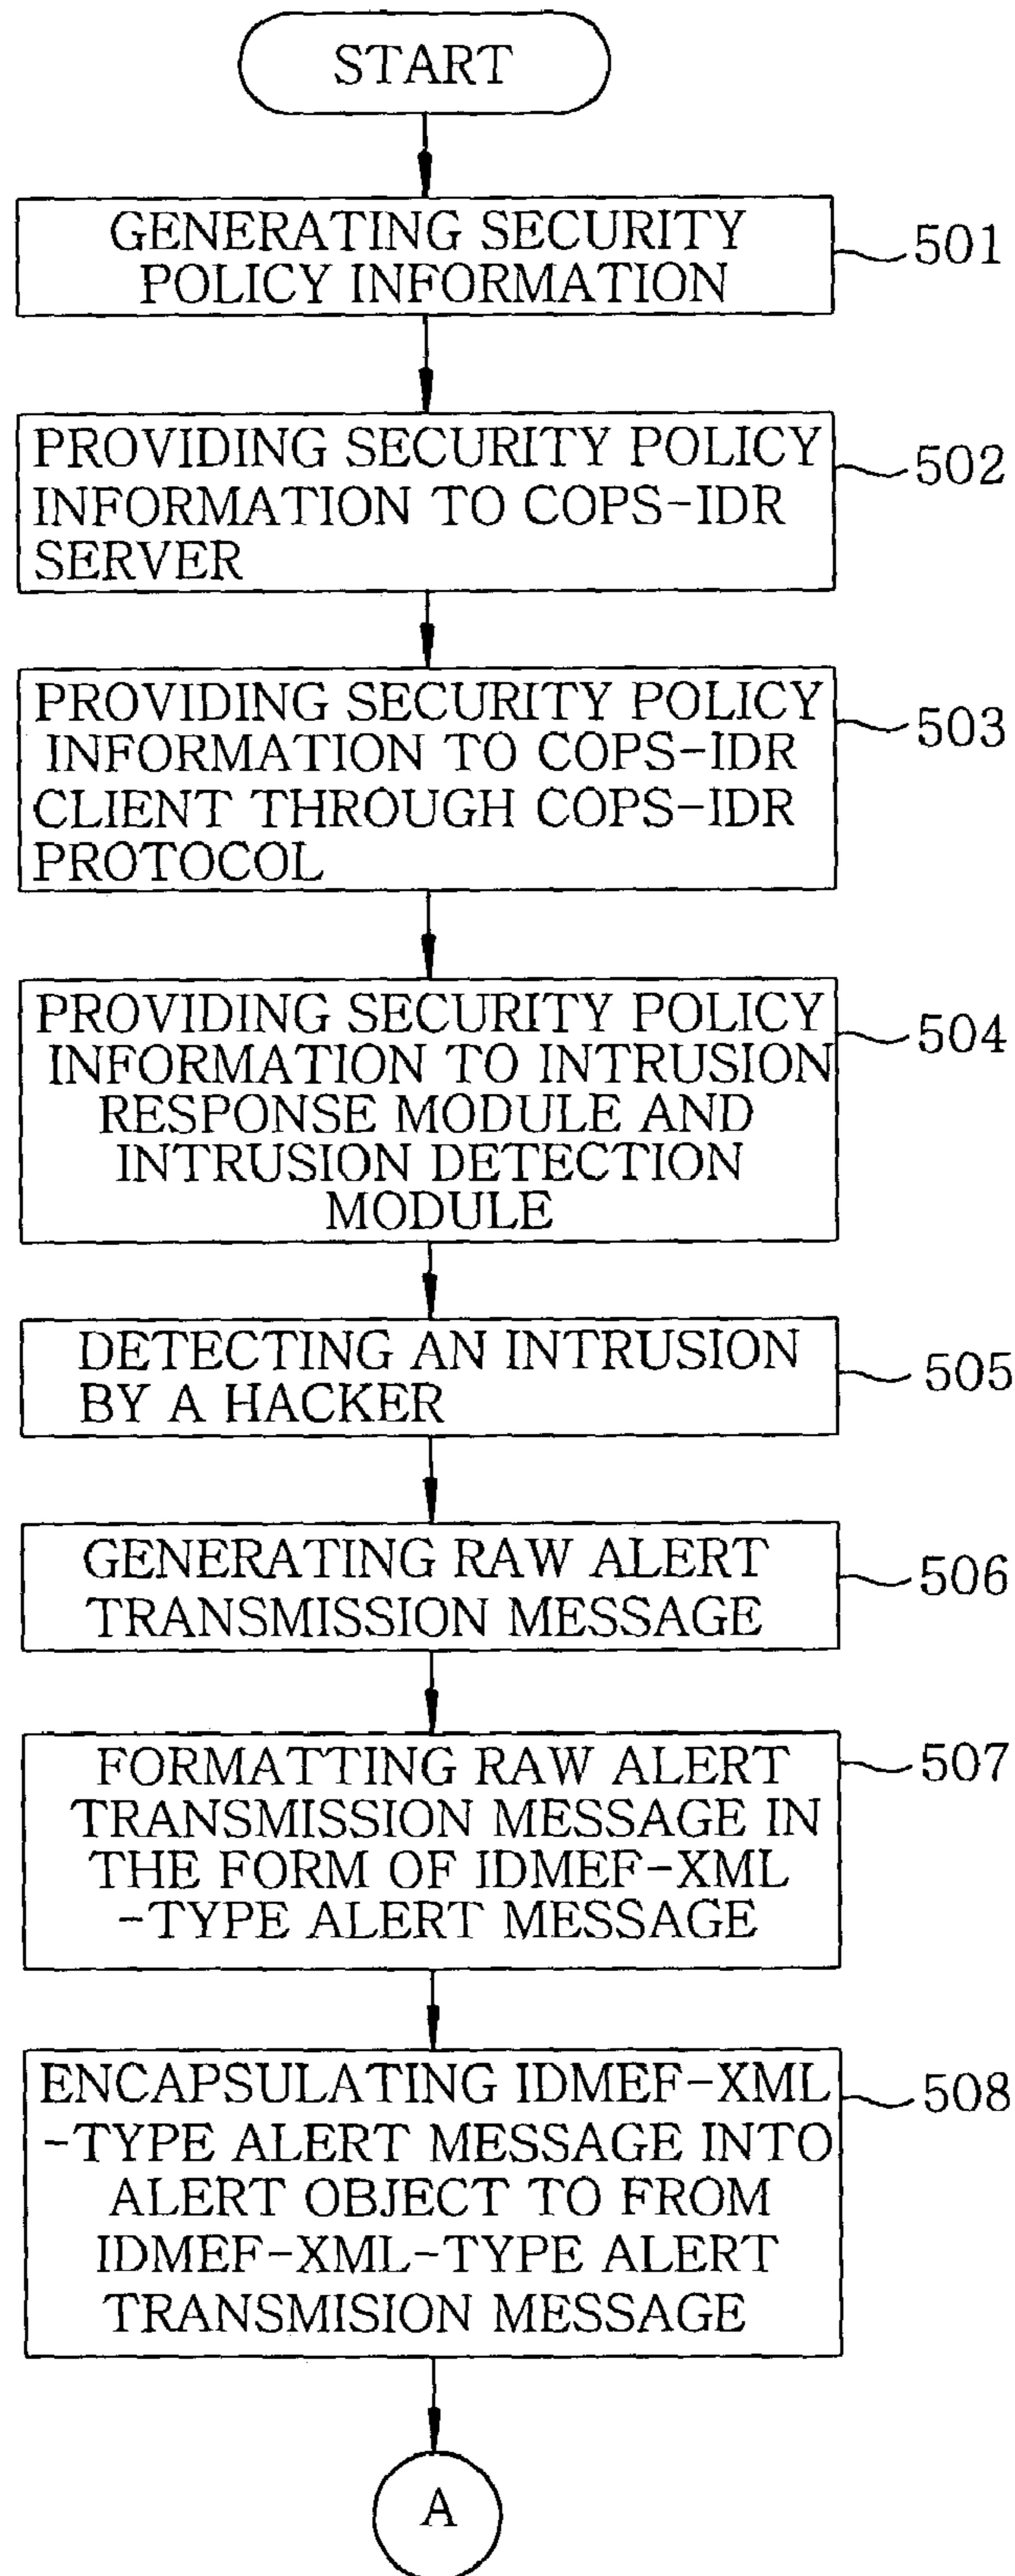 START
GENERATING SECURITY
POLICY INFORMATION
501
PROVIDING SECURITY POLICY
INFORMATION TO COPS-IDR
SERVER
502
PROVIDING SECURITY POLICY
INFORMATION TO COPS-IDR
CLIENT THROUGH COPS-IDR
PROTOCOL
503
PROVIDING SECURITY POLICY
INFORMATION TO INTRUSION
RESPONSE MODULE AND
INTRUSION DETECTION
MODULE
504
DETECTING AN INTRUSION
BY A HACKER
505
GENERATING RAW ALERT
TRANSMISSION MESSAGE
506
FORMATTING RAW ALERT
TRANSMISSION MESSAGE IN
THE FORM OF IDMEF-XML
-TYPE ALERT MESSAGE
507
ENCAPSULATING IDMEF-XML
-TYPE ALERT MESSAGE INTO
ALERT OBJECT TO FROM
IDMEF-XML-TYPE ALERT
TRANSMISION MESSAGE
508
A